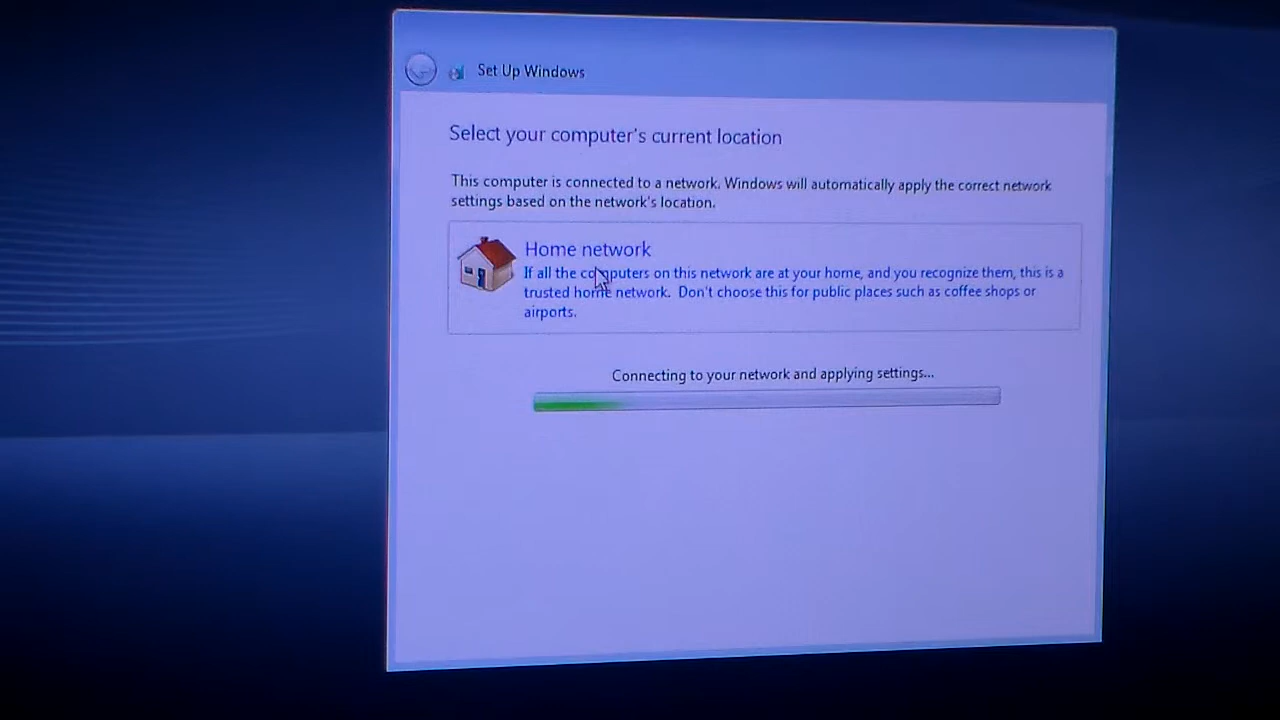 Set Up Windows
Select your computer's current location
This computer is connected to a network. Windows will automatically apply the correct network
settings based on the network's location.
Home network
If all the computers on this network are at your home, and you recognize them, this is a
trusted home network. Don't choose this for public places such as coffee shops or
airports.
Connecting to your network and applying settings...